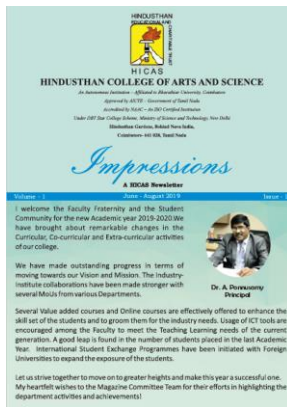 HINDUSTHAN
EDUCATIONAL AND
CHARITABLE TRUST
HICAS
HINDUSTHAN COLLEGE OF ARTS AND SCIENCE
An Autonomous Institution - Affiliated to Bharathiar University, Coimbatore
Approved by AICTE - Government of Tamil Nadu
Accredited by NAAC - An ISO Certified Institution
Under DBT Star College Scheme, Ministry of Science and Technology, New Delhi
Hindusthan Gardens, Behind Nava India,
Coimbatore-641 028, Tamil Nadu
Impressions
A HICAS Newsletter
Volume - 1 June - August 2019 Issue -
I welcome the Faculty Fraternity and the Student
Community for the new Academic year 2019-2020.We
have brought about remarkable changes in the
Curricular, Co-curricular and Extra-curricular activities
of our college.
We have made outstanding progress in terms of
moving towards our Vision and Mission. The Industry-
Institute collaborations have been made stronger with
several MoUs from various Departments.
Dr. A. Ponnusamy
Principal
Several Value added courses and Online courses are effectively offered to enhance the
skill set of the students and to groom them for the industry needs. Usage of ICT tools are
encouraged among the Faculty to meet the Teaching Learning needs of the current
generation. A good leap is found in the number of students placed in the last Academic
Year. International Student Exchange Programmes have been initiated with Foreign
Universities to expand the exposure of the students.
Let us strive together to move on to greater heights and make this year a successful one.
My heartfelt wishes to the Magazine Committee Team for their efforts in highlighting the
department activities and achievements!